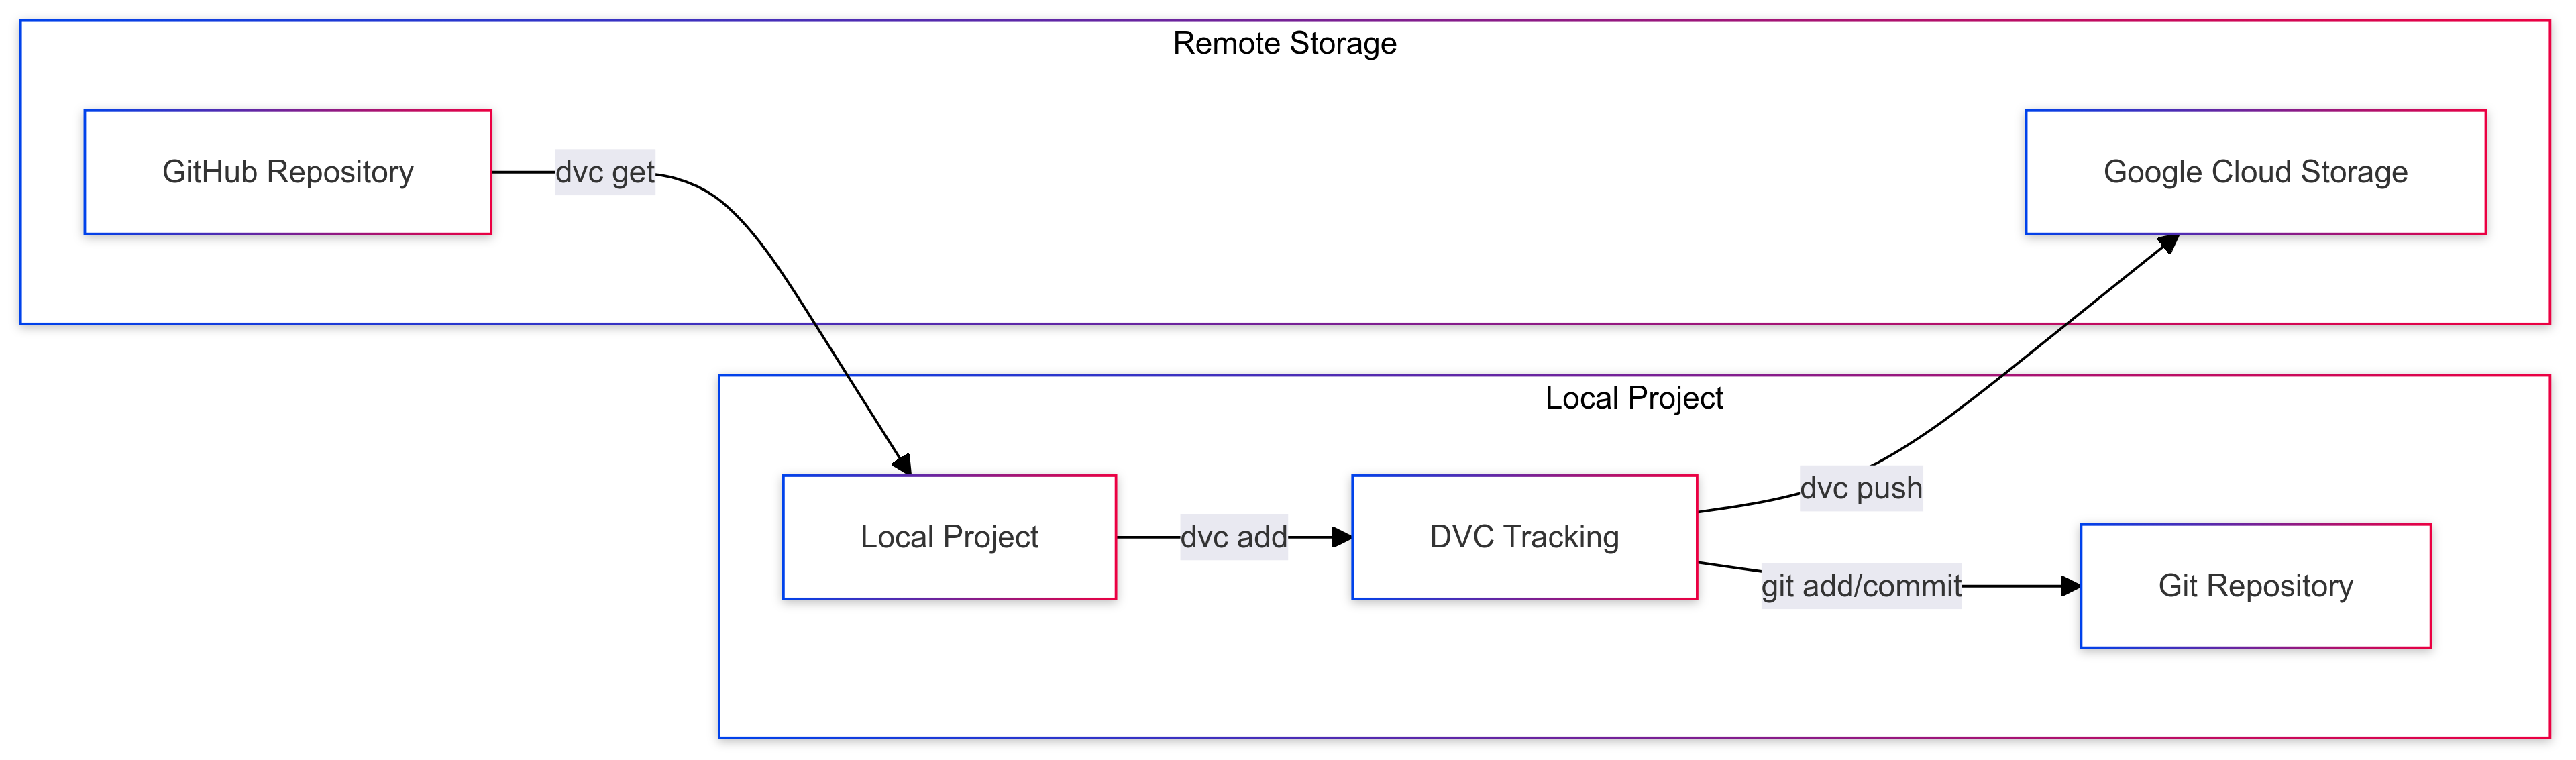 Remote Storage
GitHub Repository
dvc get
Google Cloud Storage
Local Project
Local Project
dvc add
DVC Tracking
dvc push
git add/commit
Git Repository